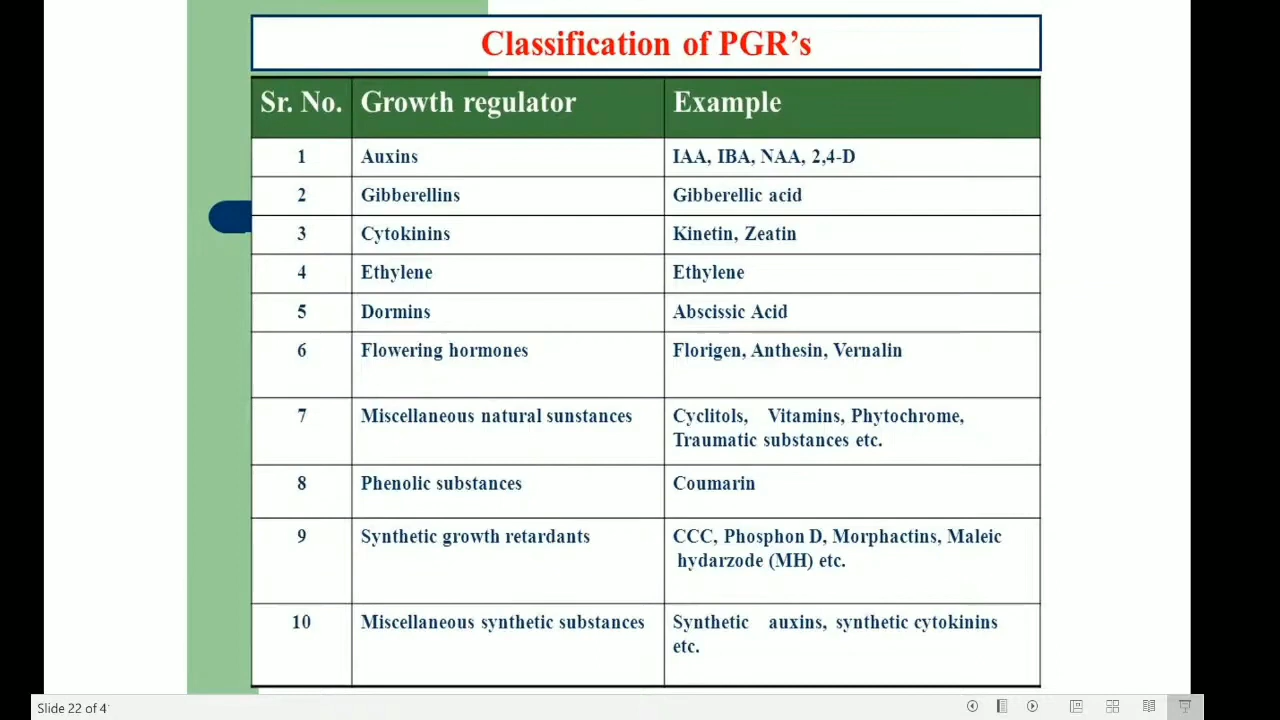 Classification of PGR's
Sr. No. Growth regulator Example
1 Auxins IAA, IBA, NAA, 2,4-D
2 Gibberellins Gibberellic acid
3 Cytokinins Kinetin, Zeatin
4 Ethylene Ethylene
5 Dormins Abscissic Acid
6 Flowering hormones Florigen, Anthesin, Vernalin
7 Miscellaneous natural sunstances Cyclitols, Vitamins, Phytochrome,
Traumatic substances etc.
8 Phenolic substances Coumarin
9 Synthetic growth retardants CCC, Phosphon D, Morphactins, Maleic
hydarzode (MH) etc.
10 Miscellaneous synthetic substances Synthetic auxins, synthetic cytokinins
etc.
Slide 22 of 4